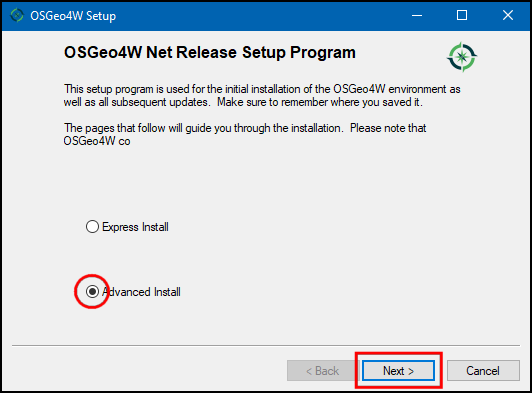 OSGeo4W Setup
OSGeo4W Net Release Setup Program
This setup program is used for the initial installation of the OSGeo4W environment as
well as all subsequent updates. Make sure to remember where you saved it.
The pages that follow will guide you through the installation. Please note that
OSGeo4W co
Express Install
Advanced Install
< Back
Next >
Cancel